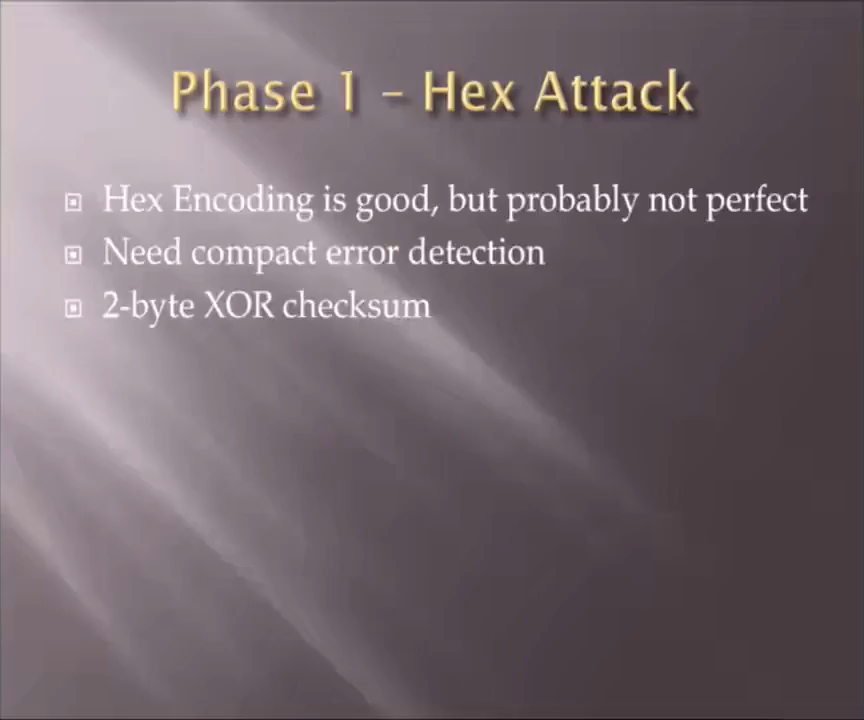 Phase 1 – Hex Attack
Hex Encoding is good, but probably not perfect
Need compact error detection
2-byte XOR checksum